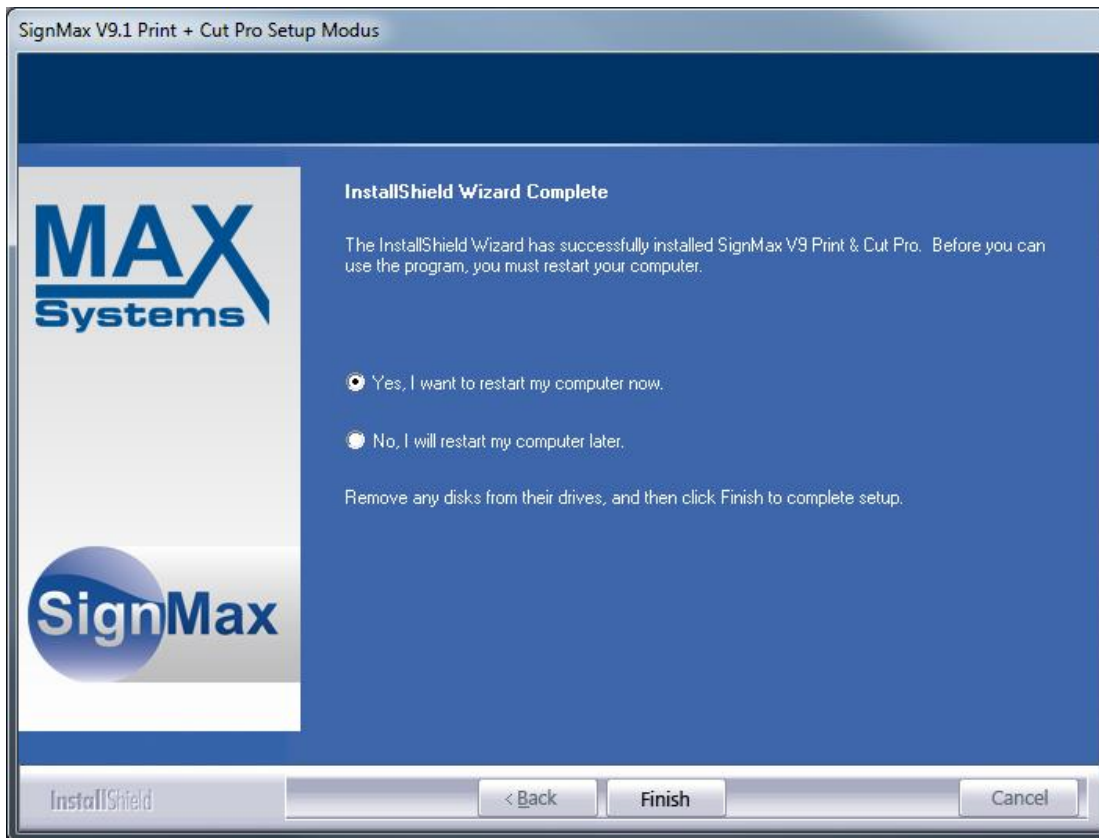 SignMax V9.1 Print + Cut Pro Setup Modus
MAX
Systems
InstallShield Wizard Complete
The InstallShield Wizard has successfully installed SignMax V9 Print & Cut Pro. Before you can
use the program, you must restart your computer.
Yes, I want to restart my computer now.
No, I will restart my computer later.
Remove any disks from their drives, and then click Finish to complete setup.
SignMax
InstallShield
< Back
Finish
Cancel